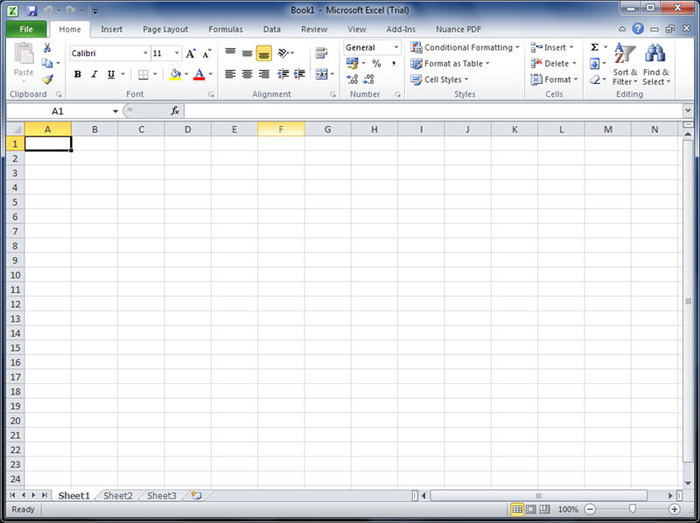 Book1 - Microsoft Excel (Trial)
File Home Insert Page Layout Formulas Data Review View Add-Ins Nuance PDF
Calibri 11 General Conditional Formatting Insert Σ
Paste Format as Table Delete
B I U A $ % , Cell Styles Format Sort & Filter Find & Select
Clipboard Font Alignment Number Styles Cells Editing
A1 fx
A B C D E F G H I J K L M N
1
2
3
4
5
6
7
8
9
10
11
12
13
14
15
16
17
18
19
20
21
22
23
24
Sheet1 Sheet2 Sheet3
Ready 100%